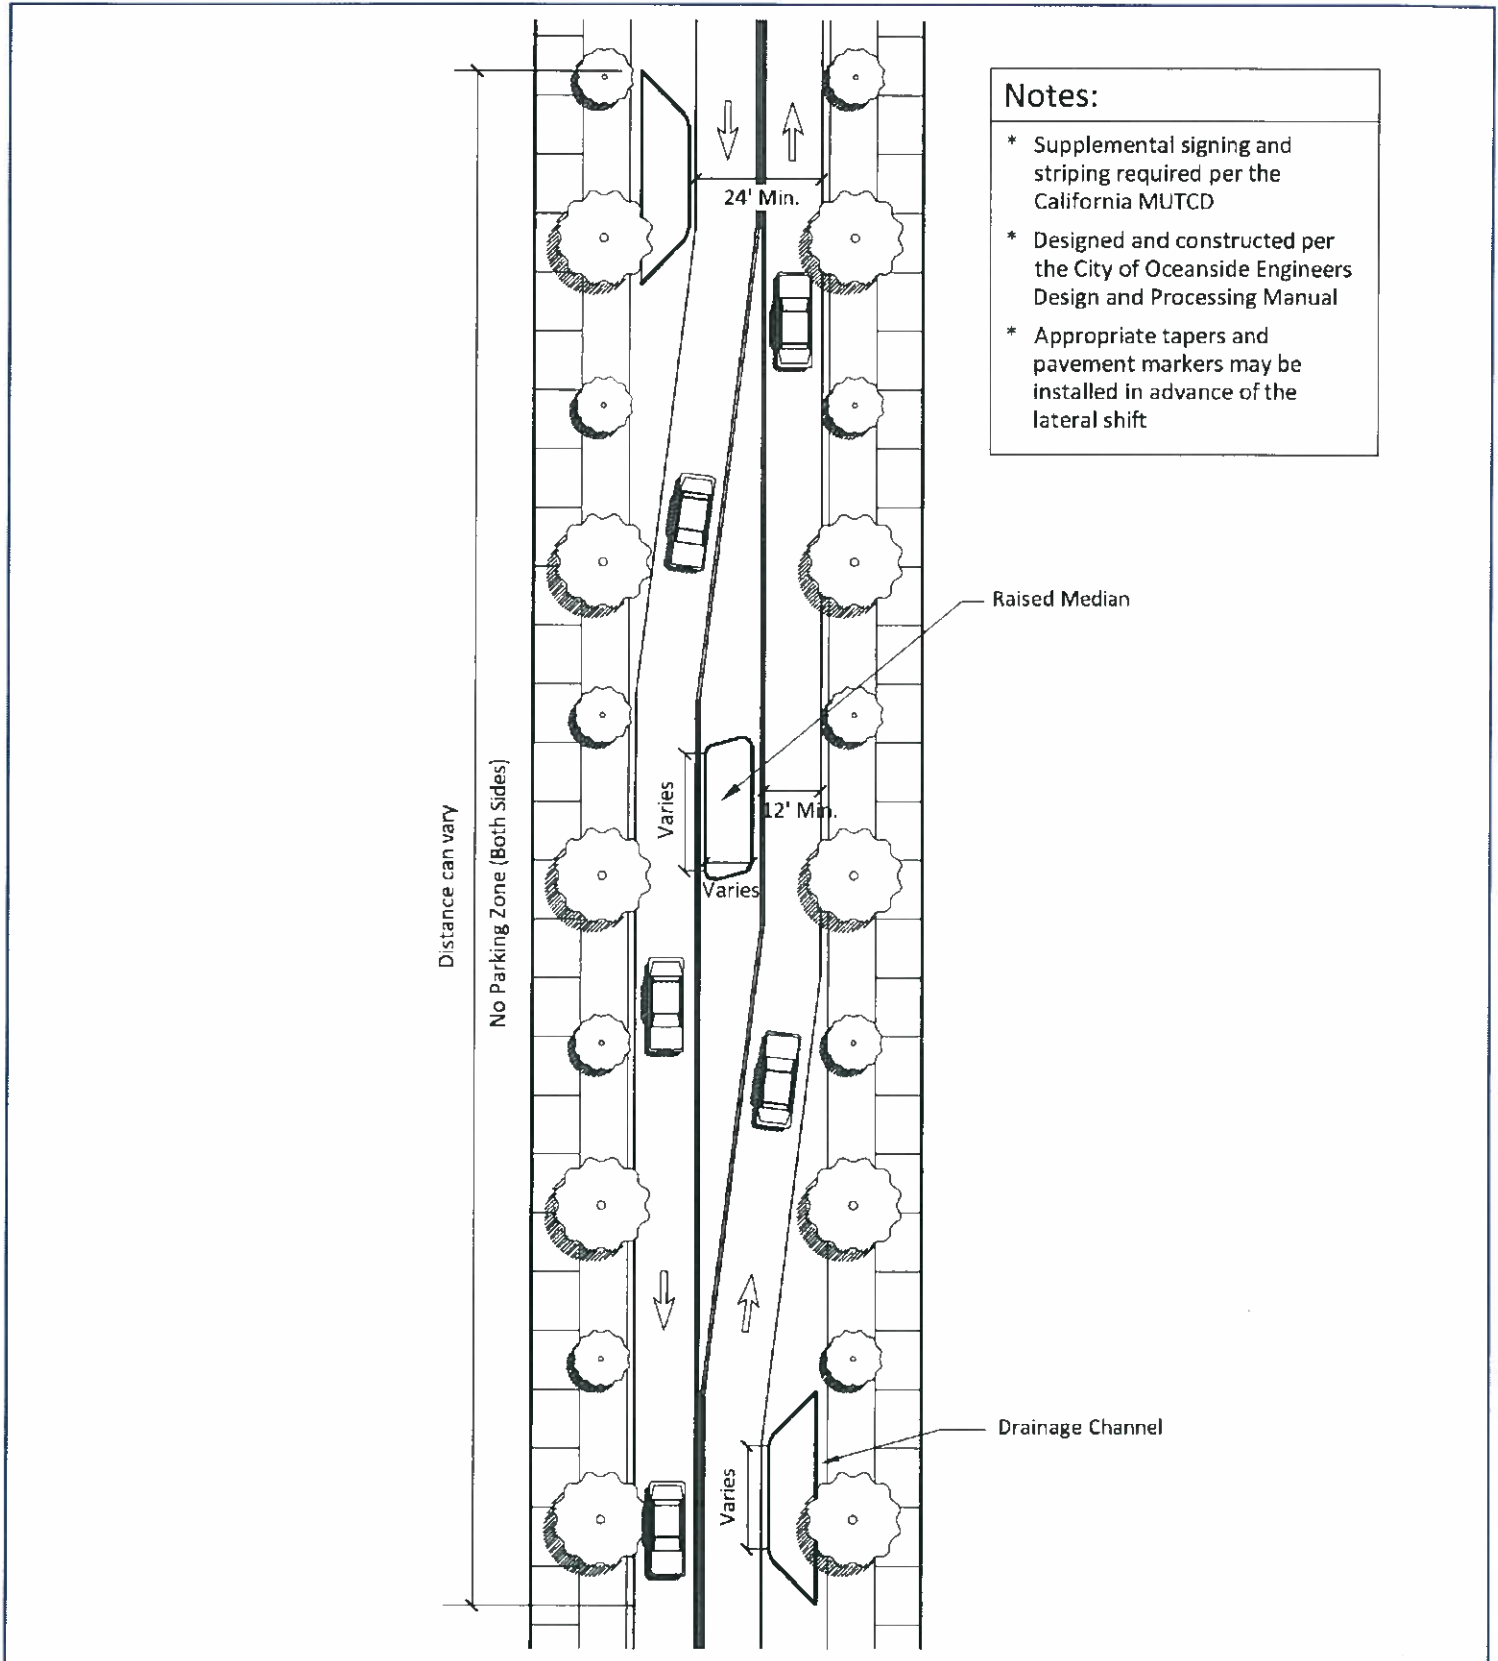 Notes:
* Supplemental signing and
striping required per the
California MUTCD
* Designed and constructed per
the City of Oceanside Engineers
Design and Processing Manual
* Appropriate tapers and
pavement markers may be
installed in advance of the
lateral shift
24' Min.
Raised Median
Varies
12' Min.
Varies
Distance can vary
No Parking Zone (Both Sides)
Drainage Channel
Varies